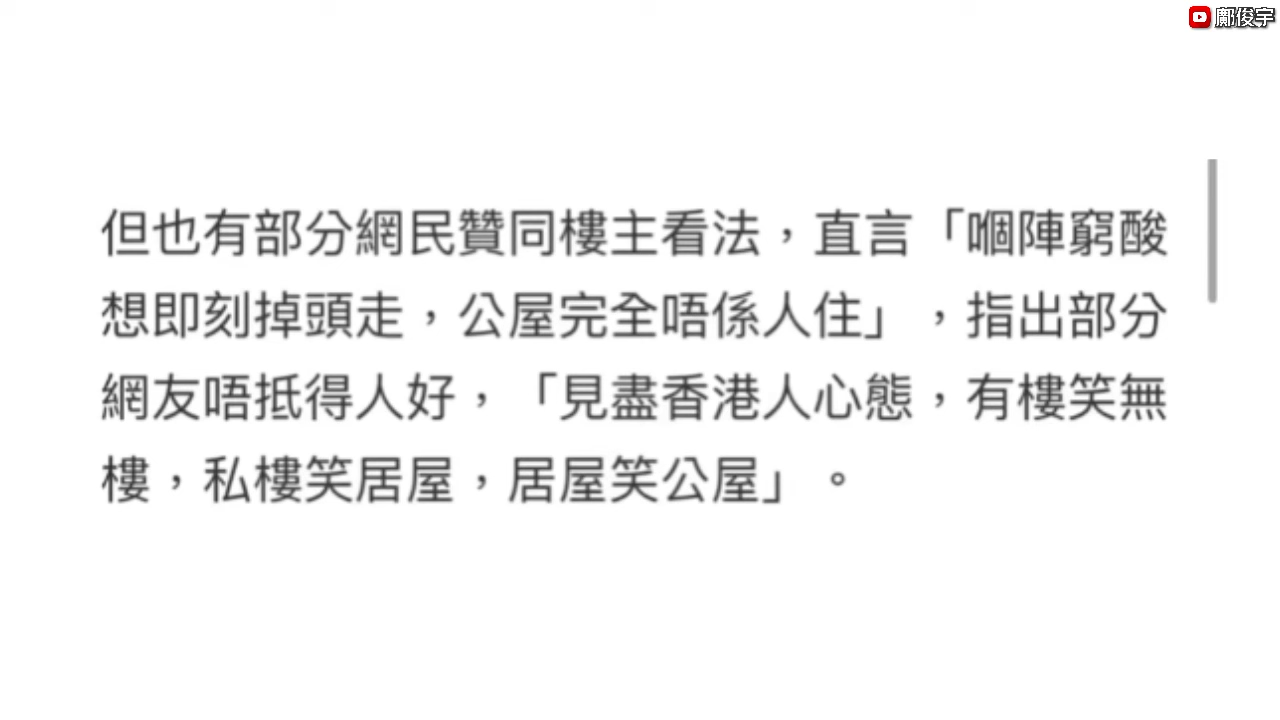 鄺俊宇
但也有部分網民贊同樓主看法，直言「嗰陣窮酸
想即刻掉頭走，公屋完全唔係人住」，指出部分
網友唔抵得人好，「見盡香港人心態，有樓笑無
樓，私樓笑居屋，居屋笑公屋」。